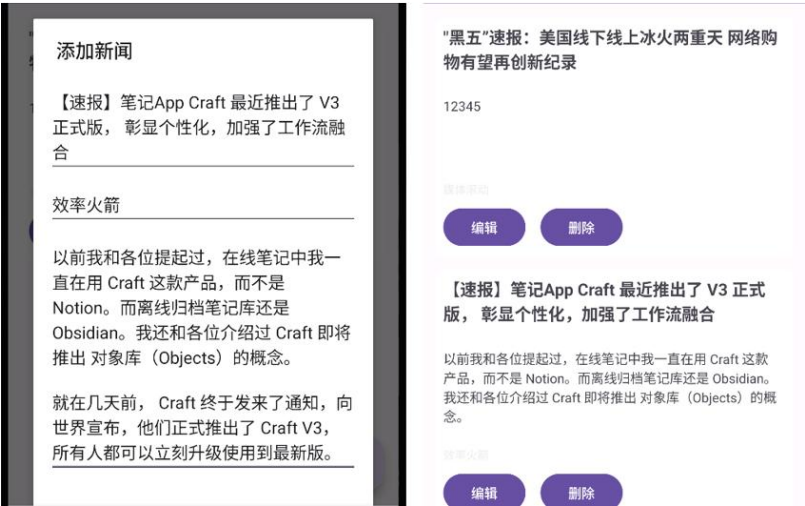 添加新闻
【速报】笔记App Craft 最近推出了 V3
正式版， 彰显个性化，加强了工作流融
合
效率火箭
以前我和各位提起过，在线笔记中我一
直在用 Craft 这款产品，而不是
Notion。而离线归档笔记库还是
Obsidian。我还和各位介绍过 Craft 即将
推出 对象库（Objects）的概念。
就在几天前， Craft 终于发来了通知，向
世界宣布，他们正式推出了 Craft V3，
所有人都可以立刻升级使用到最新版。
"黑五"速报：美国线下线上冰火两重天 网络购
物有望再创新纪录
12345
媒体滚动
编辑
删除
【速报】笔记App Craft 最近推出了 V3 正式
版， 彰显个性化，加强了工作流融合
以前我和各位提起过，在线笔记中我一直在用 Craft 这款
产品，而不是 Notion。而离线归档笔记库还是 Obsidian。
我还和各位介绍过 Craft 即将推出 对象库（Objects）的概
念。
效率火箭
编辑
删除